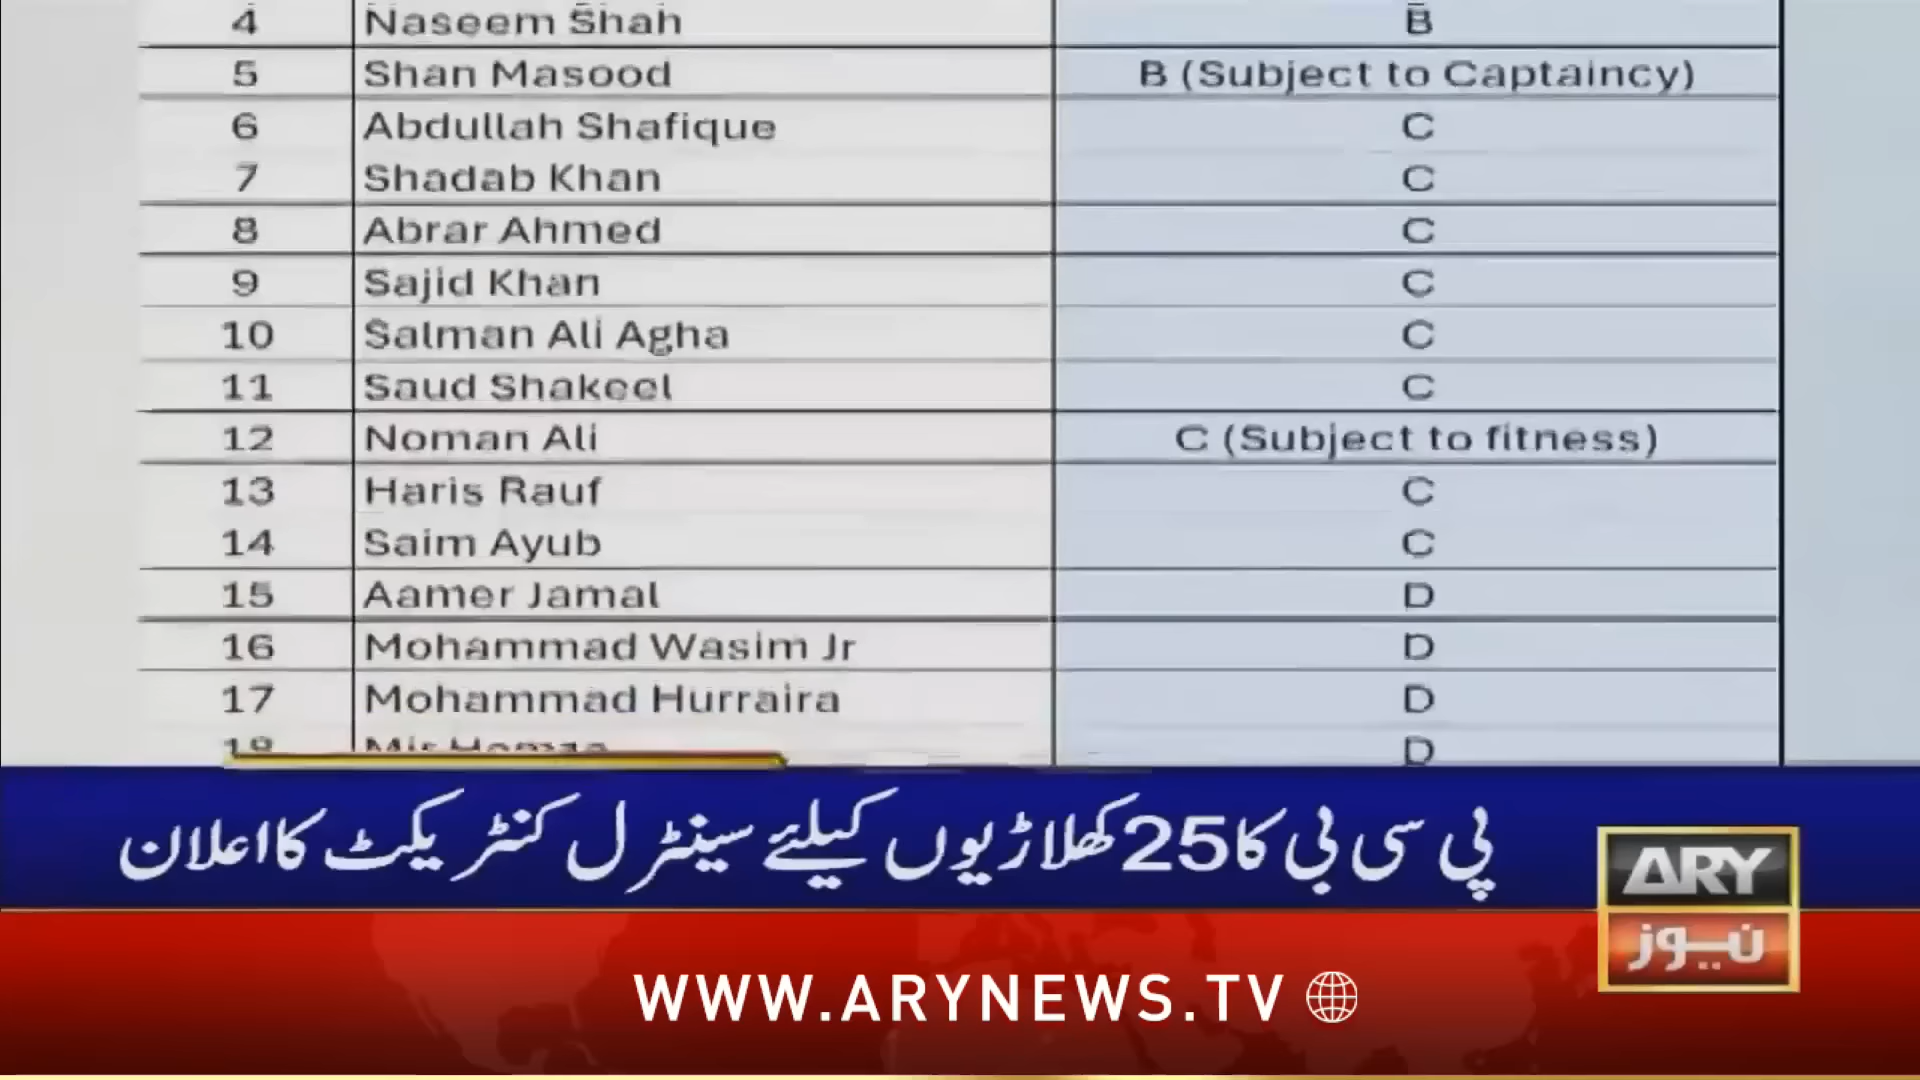 4 Naseem Shah B
5 Shan Masood B (Subject to Captaincy)
6 Abdullah Shafique C
7 Shadab Khan C
8 Abrar Ahmed C
9 Sajid Khan C
10 Salman Ali Agha C
11 Saud Shakeel C
12 Noman Ali C (Subject to fitness)
13 Haris Rauf C
14 Saim Ayub C
15 Aamer Jamal D
16 Mohammad Wasim Jr D
17 Mohammad Hurraira D
18 Mir Hamza D
پی سی بی کا 25 کھلاڑیوں کیلئے سینٹرل کنٹریکٹ کا اعلان
ARY
نیوز
WWW.ARYNEWS.TV